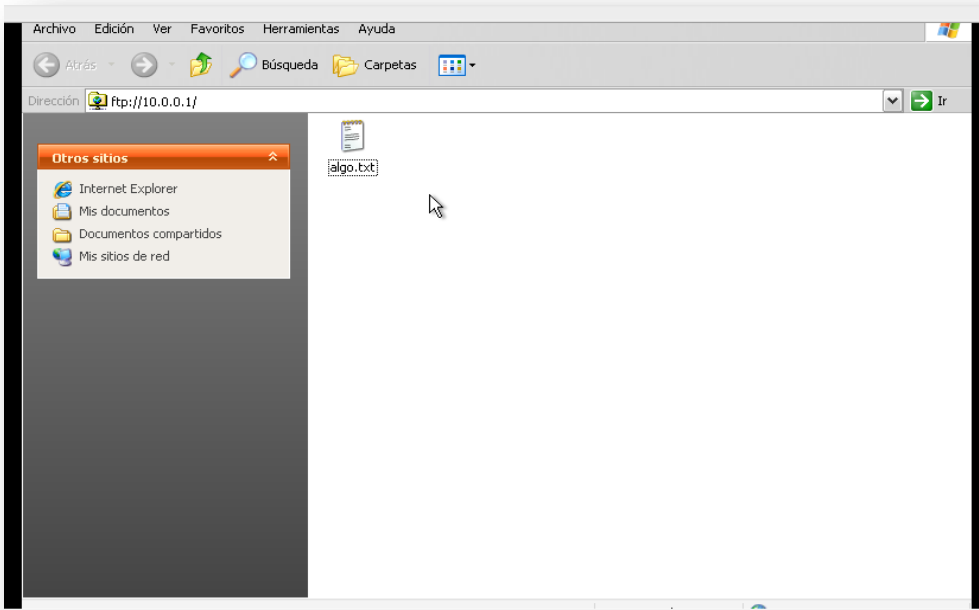 Archivo Edición Ver Favoritos Herramientas Ayuda
Atrás Búsqueda Carpetas
Dirección ftp://10.0.0.1/ Ir
Otros sitios
Internet Explorer
Mis documentos
Documentos compartidos
Mis sitios de red
algo.txt